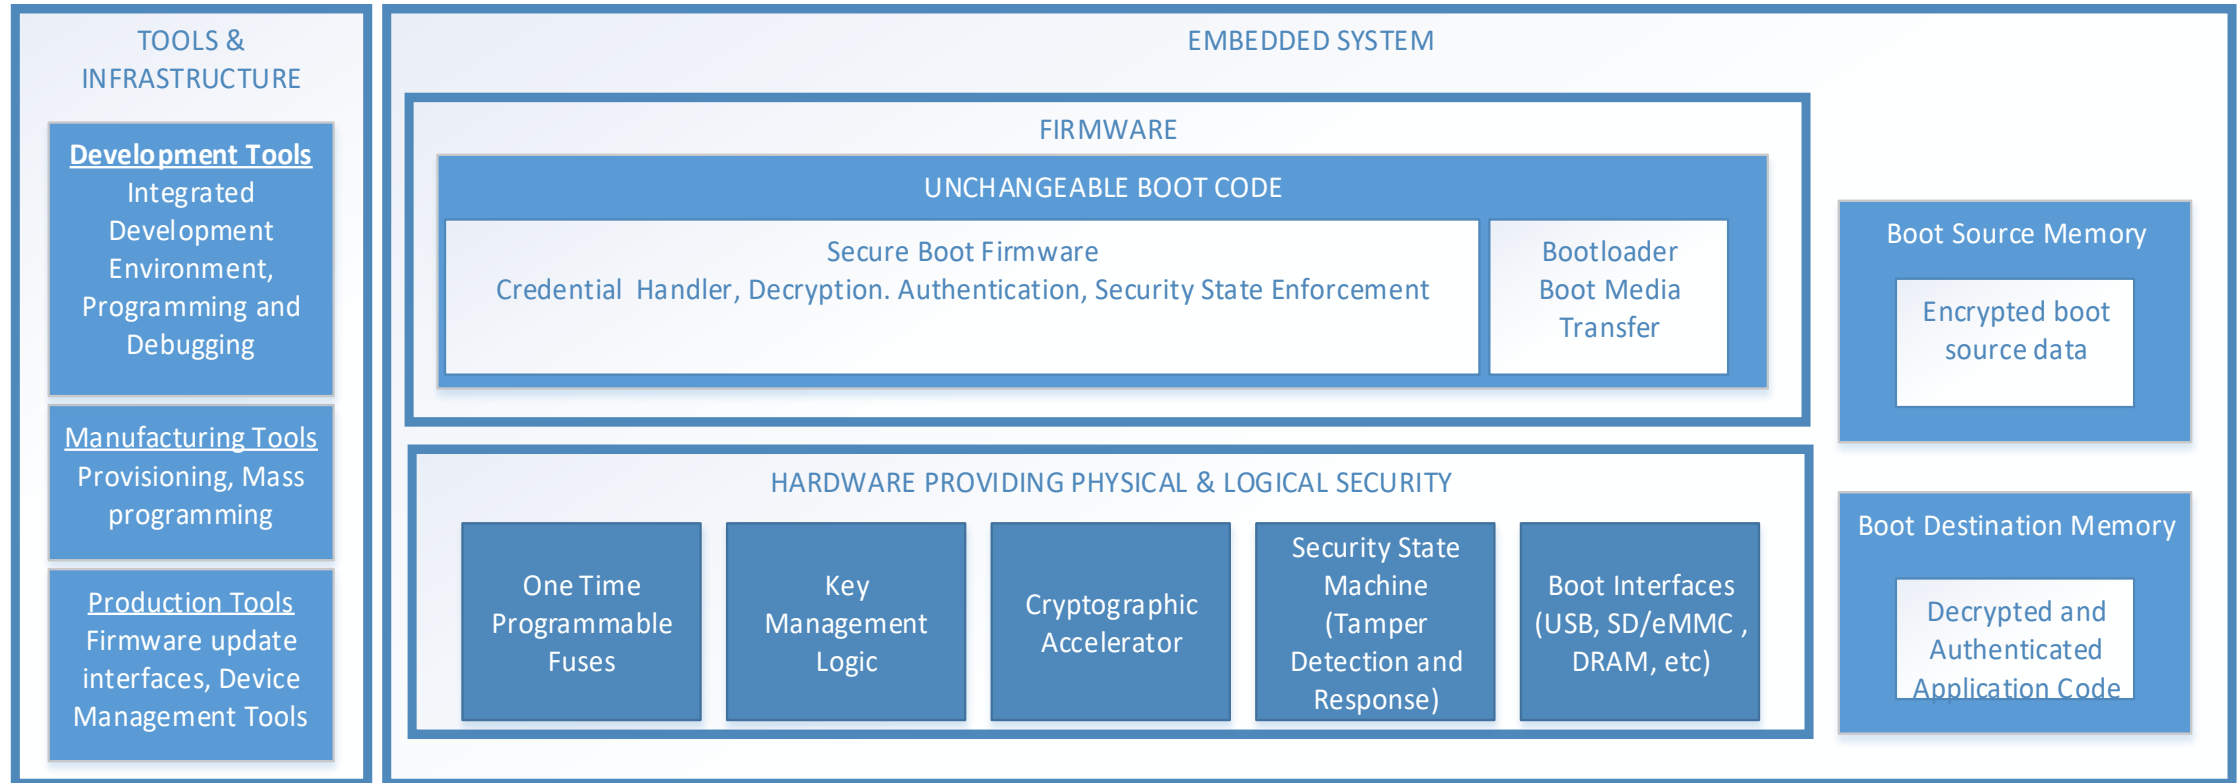 TOOLS &
INFRASTRUCTURE
Development Tools
Integrated
Development
Environment,
Programming and
Debugging
Manufacturing Tools
Provisioning, Mass
programming
Production Tools
Firmware update
interfaces, Device
Management Tools
EMBEDDED SYSTEM
FIRMWARE
UNCHANGEABLE BOOT CODE
Secure Boot Firmware
Credential Handler, Decryption. Authentication, Security State Enforcement
Bootloader
Boot Media
Transfer
HARDWARE PROVIDING PHYSICAL & LOGICAL SECURITY
One Time
Programmable
Fuses
Key
Management
Logic
Cryptographic
Accelerator
Security State
Machine
(Tamper
Detection and
Response)
Boot Interfaces
(USB, SD/eMMC ,
DRAM, etc)
Boot Source Memory
Encrypted boot
source data
Boot Destination Memory
Decrypted and
Authenticated
Application Code